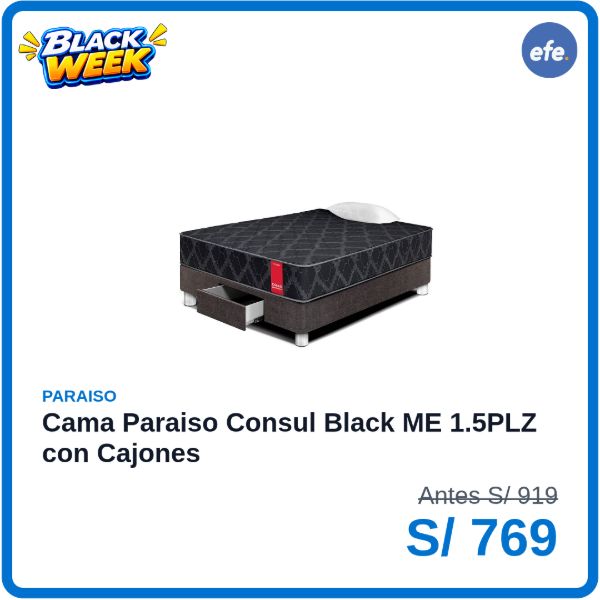 BLACK
WEEK
efe.
PARAISO
Cama Paraiso Consul Black ME 1.5PLZ
con Cajones
Antes S/ 919
S/ 769